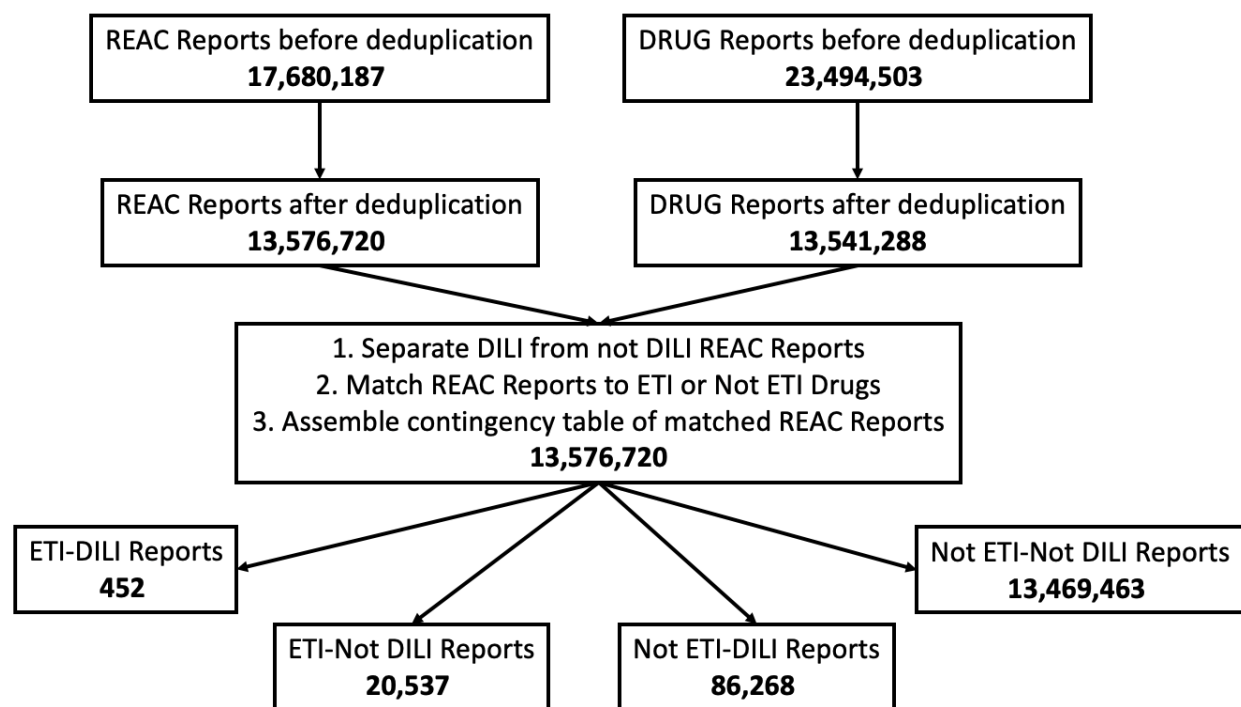 REAC Reports before deduplication
17,680,187
DRUG Reports before deduplication
23,494,503
REAC Reports after deduplication
13,576,720
DRUG Reports after deduplication
13,541,288
1. Separate DILI from not DILI REAC Reports
2. Match REAC Reports to ETI or Not ETI Drugs
3. Assemble contingency table of matched REAC Reports
13,576,720
ETI-DILI Reports
452
ETI-Not DILI Reports
20,537
Not ETI-DILI Reports
86,268
Not ETI-Not DILI Reports
13,469,463